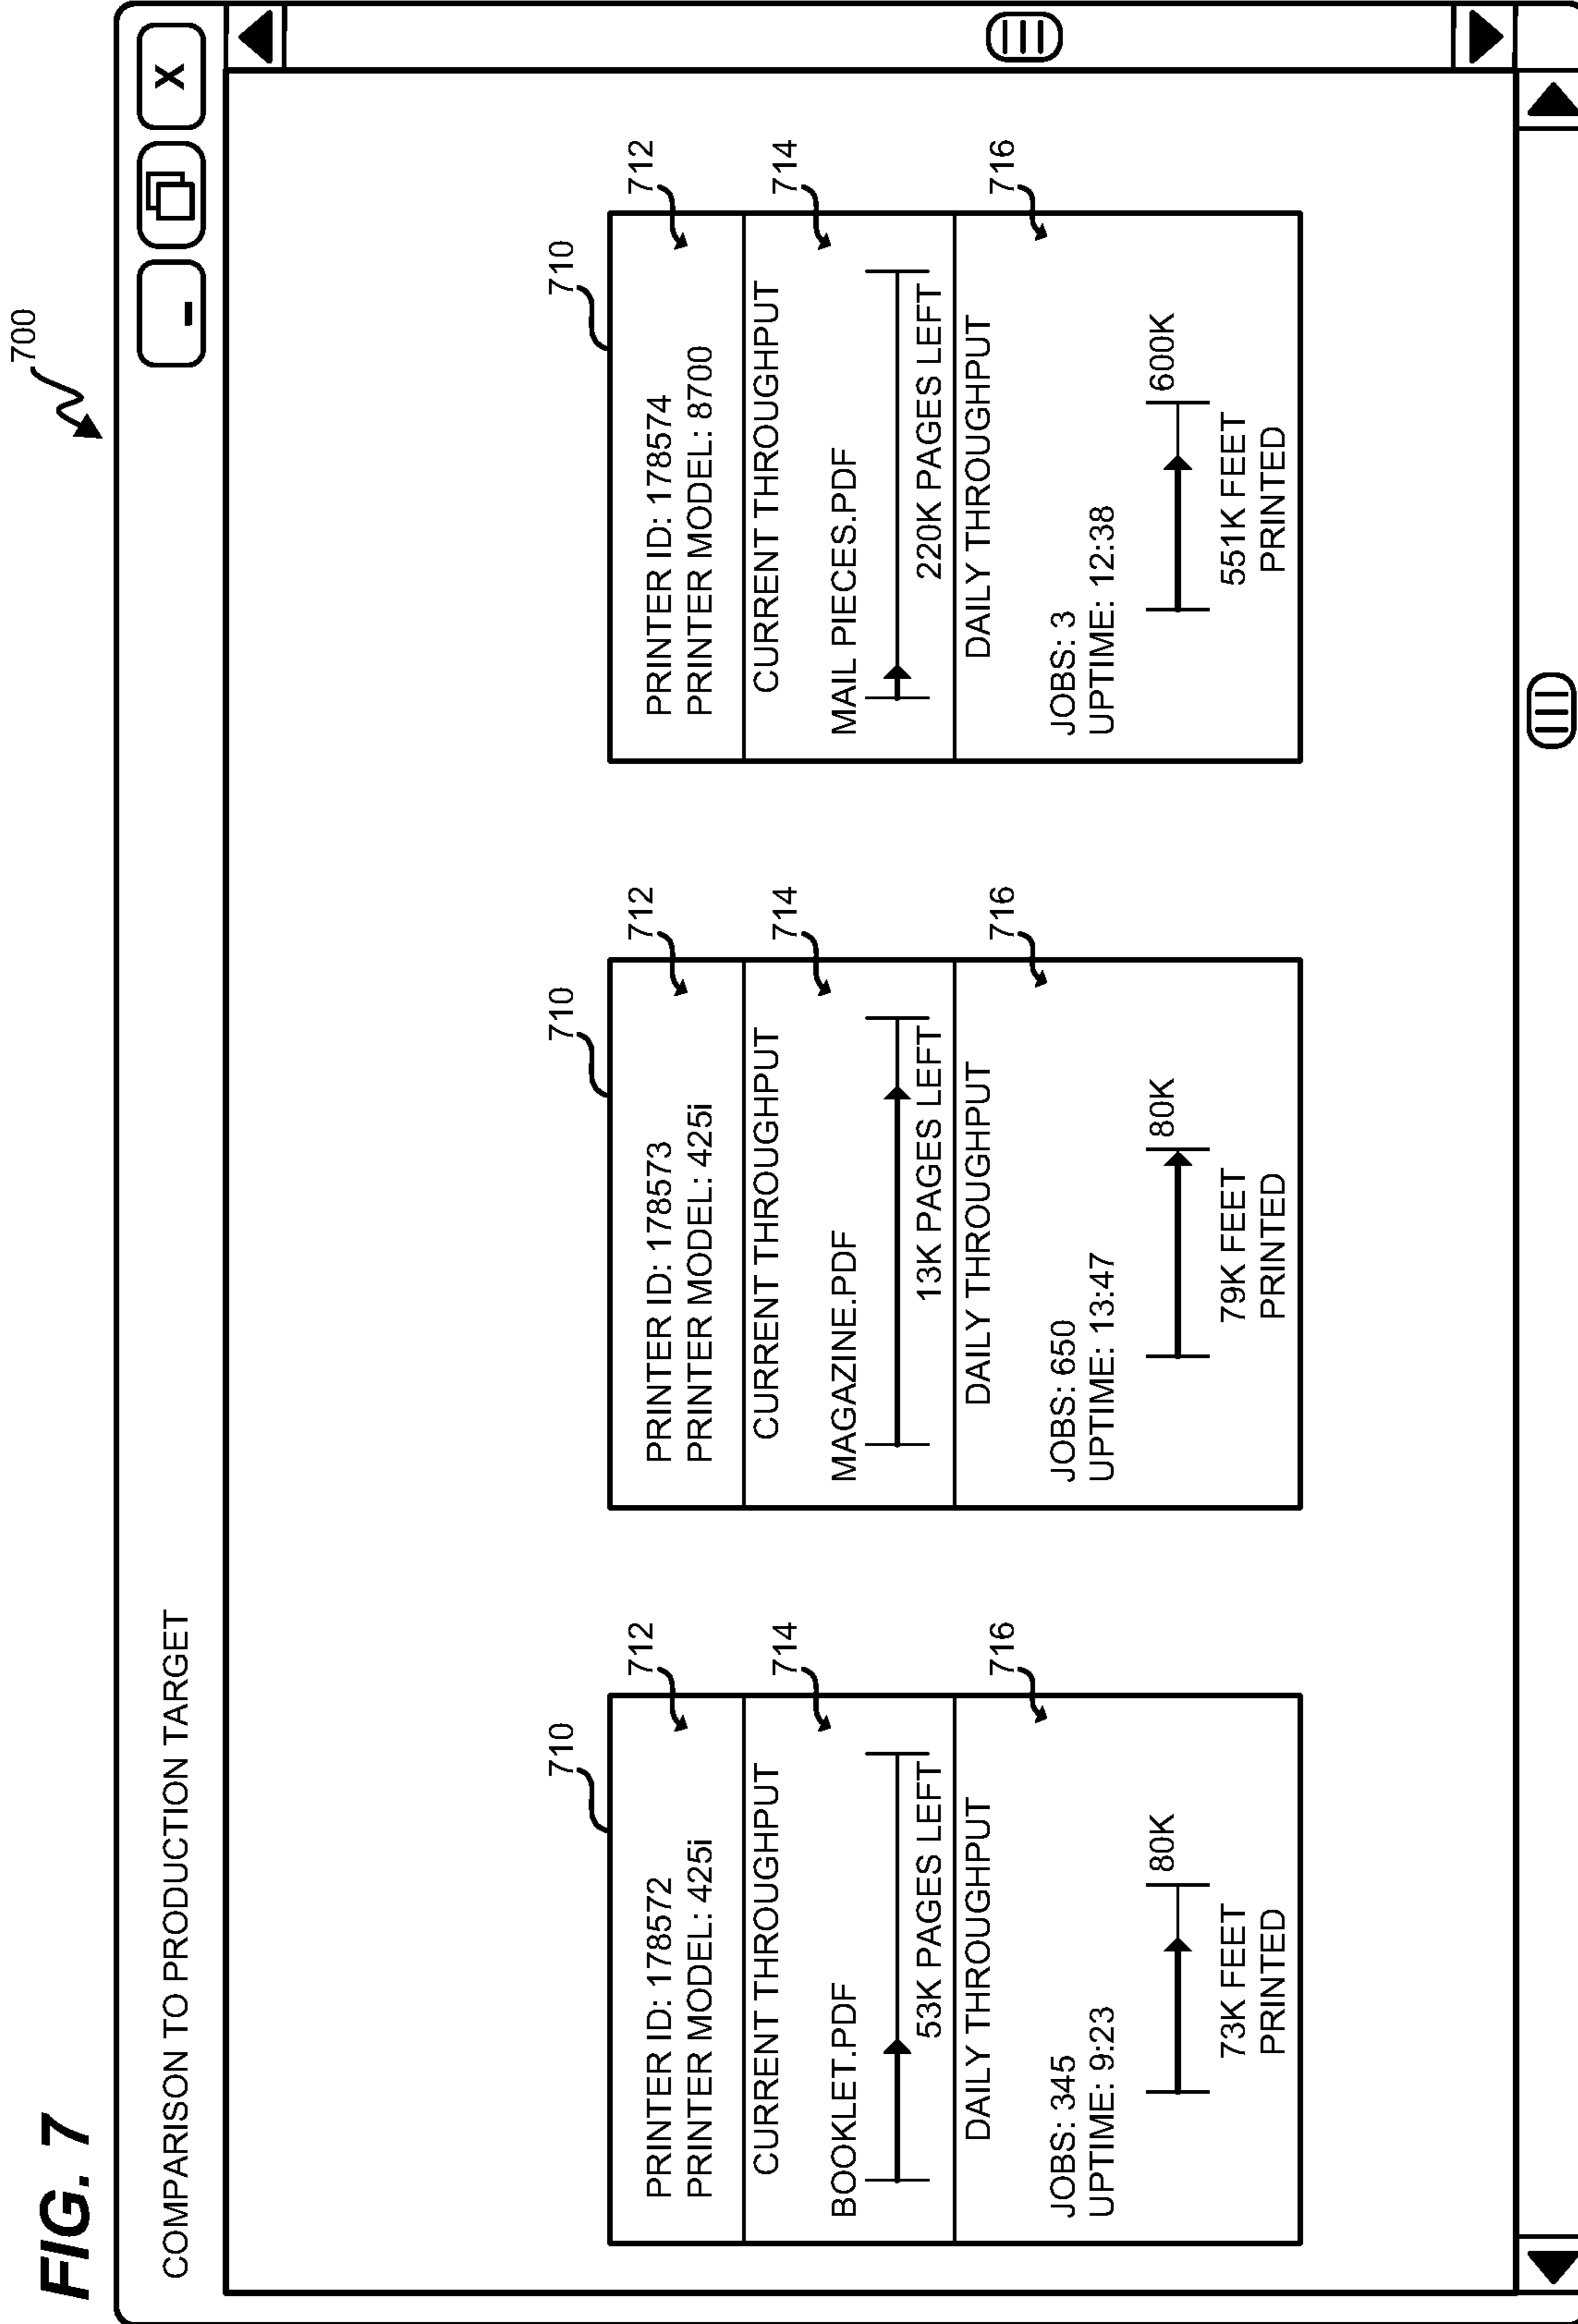 FIG. 7
700
COMPARISON TO PRODUCTION TARGET
X
710
712
PRINTER ID: 178572
PRINTER MODEL: 425i
714
CURRENT THROUGHPUT
BOOKLET.PDF
53K PAGES LEFT
716
DAILY THROUGHPUT
JOBS: 345
UPTIME: 9:23
80K
73K FEET
PRINTED
710
712
PRINTER ID: 178573
PRINTER MODEL: 425i
714
CURRENT THROUGHPUT
MAGAZINE.PDF
13K PAGES LEFT
716
DAILY THROUGHPUT
JOBS: 650
UPTIME: 13:47
80K
79K FEET
PRINTED
710
712
PRINTER ID: 178574
PRINTER MODEL: 8700
714
CURRENT THROUGHPUT
MAIL PIECES.PDF
220K PAGES LEFT
716
DAILY THROUGHPUT
JOBS: 3
UPTIME: 12:38
600K
551K FEET
PRINTED